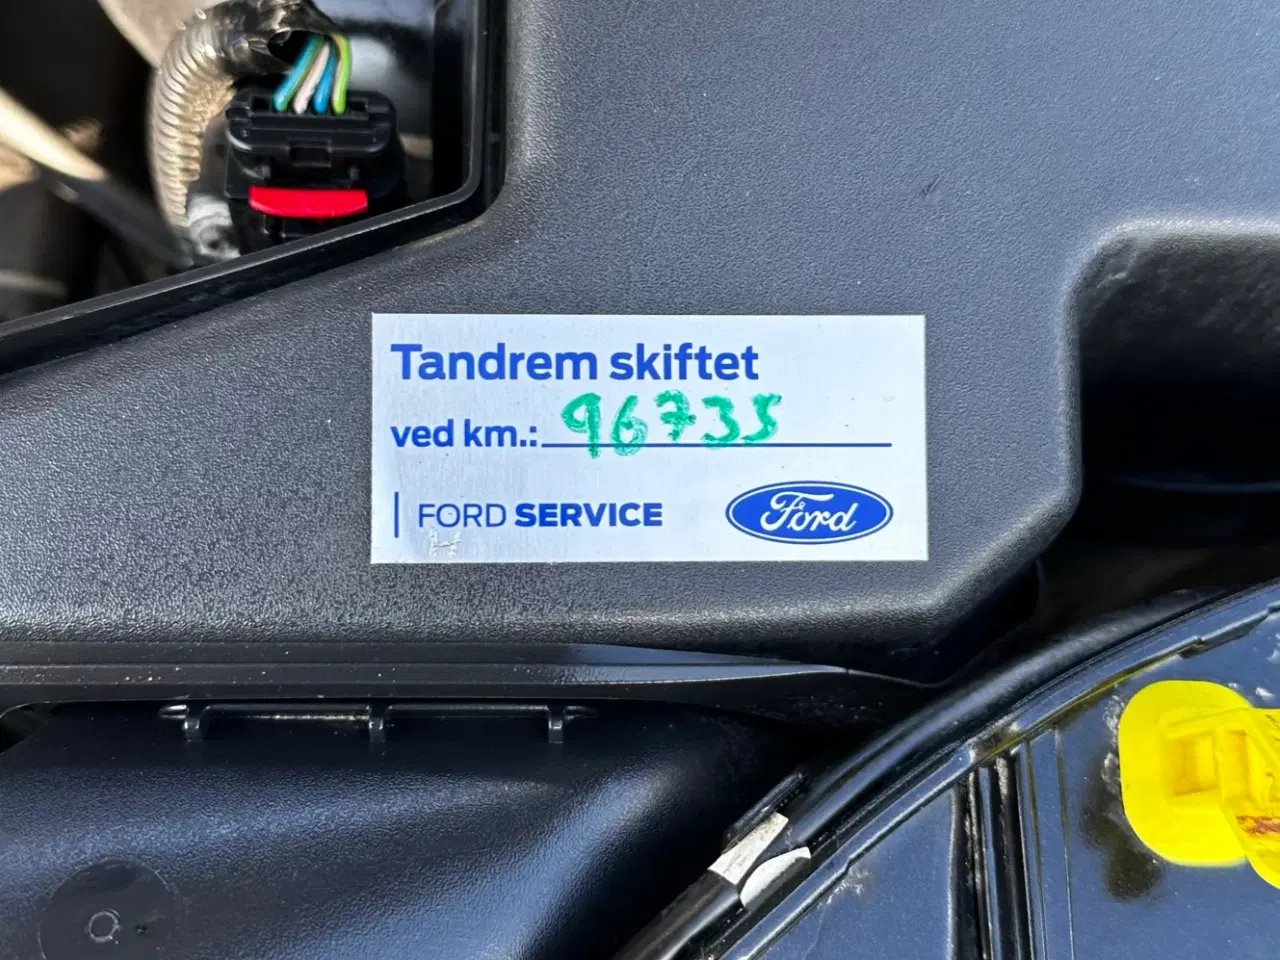 Tandrem skiftet
ved km.: 96735
FORD SERVICE
Ford